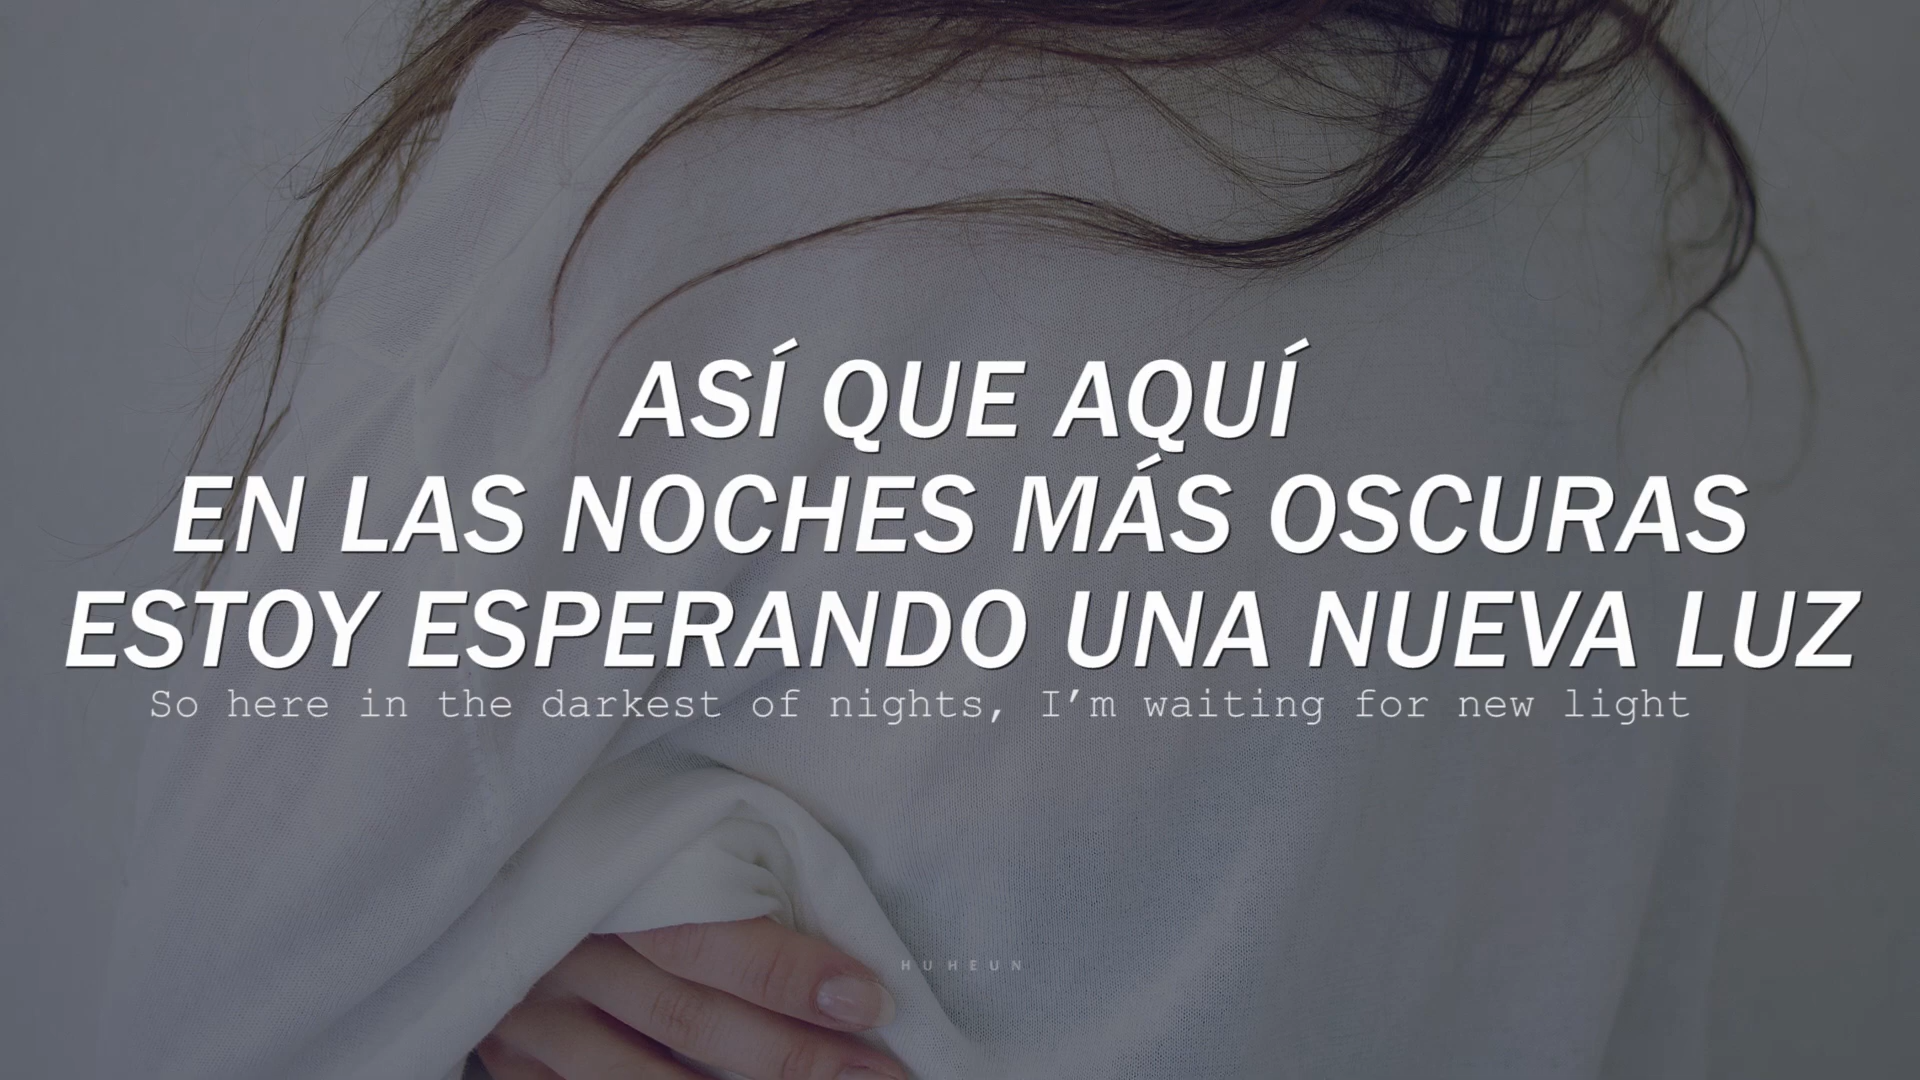 ASÍ QUE AQUÍ
EN LAS NOCHES MÁS OSCURAS
ESTOY ESPERANDO UNA NUEVA LUZ
So here in the darkest of nights, I’m waiting for new light
HUHEUN